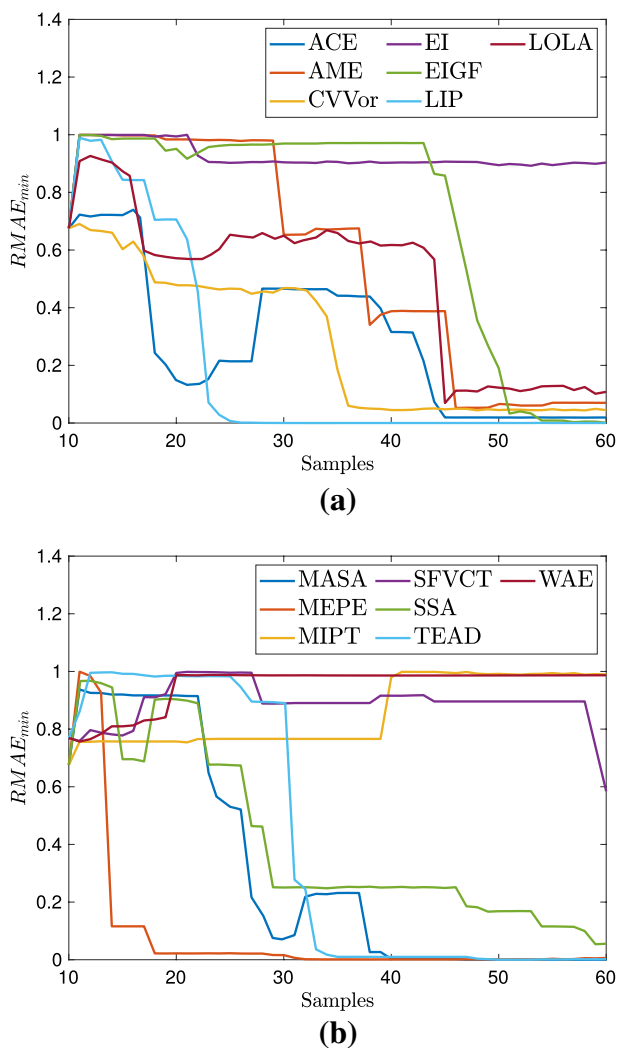 1.4
1.2
1
0.8
0.6
0.4
0.2
0
RMAE_min
ACE EI LOLA
AME EIGF
CVVor LIP
10 20 30 40 50 60
Samples
(a)
1.4
1.2
1
0.8
0.6
0.4
0.2
0
RMAE_min
MASA SFVCT WAE
MEPE SSA
MIPT TEAD
10 20 30 40 50 60
Samples
(b)